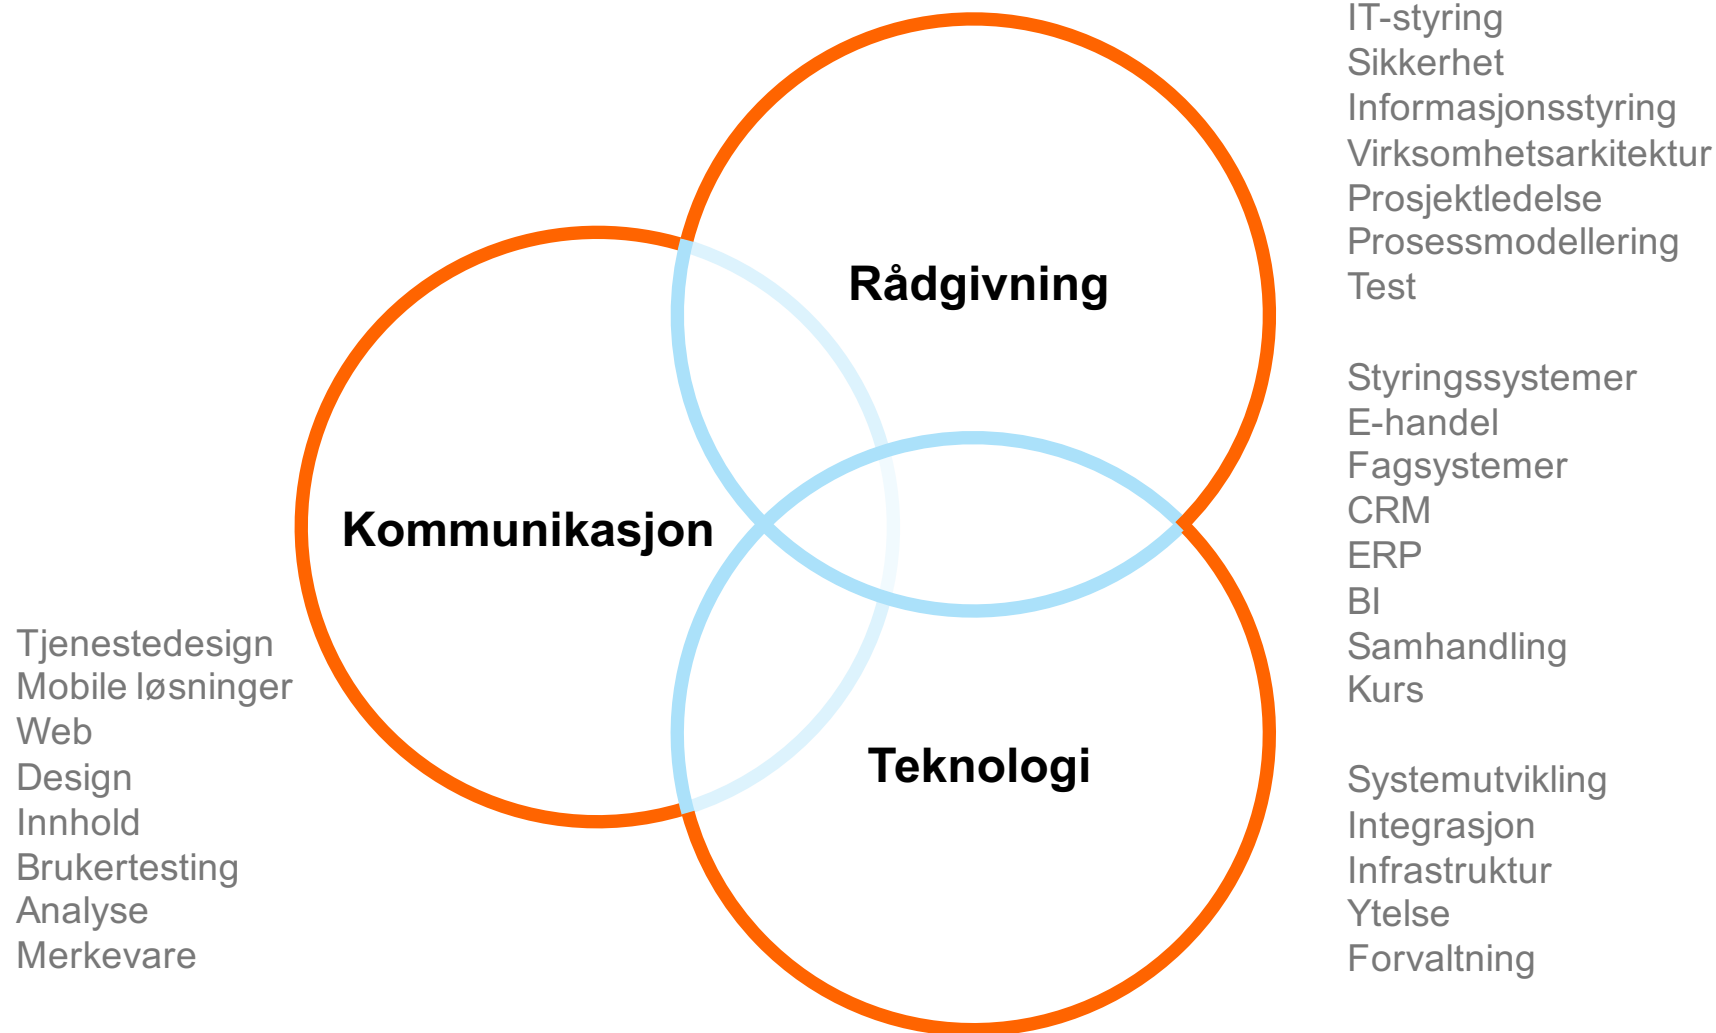 IT-styring
Sikkerhet
Informasjonsstyring
Virksomhetsarkitektur
Prosjektledelse
Prosessmodellering
Test
Rådgivning
Styringssystemer
E-handel
Fagsystemer
CRM
ERP
BI
Samhandling
Kurs
Kommunikasjon
Tjenestedesign
Mobile løsninger
Web
Design
Innhold
Brukertesting
Analyse
Merkevare
Teknologi
Systemutvikling
Integrasjon
Infrastruktur
Ytelse
Forvaltning